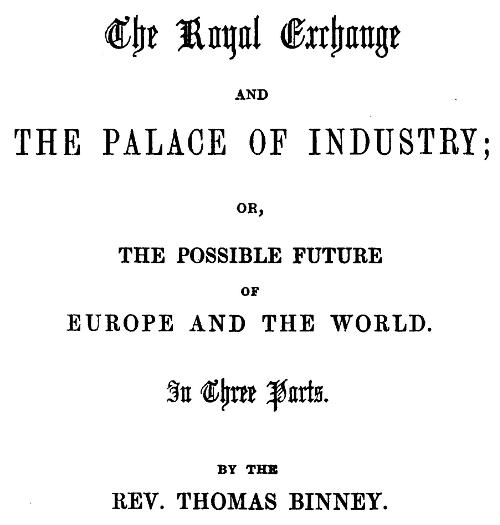 The Royal Exchange
AND
THE PALACE OF INDUSTRY;
OR,
THE POSSIBLE FUTURE
OF
EUROPE AND THE WORLD.
In Three Parts.
BY THE
REV. THOMAS BINNEY.